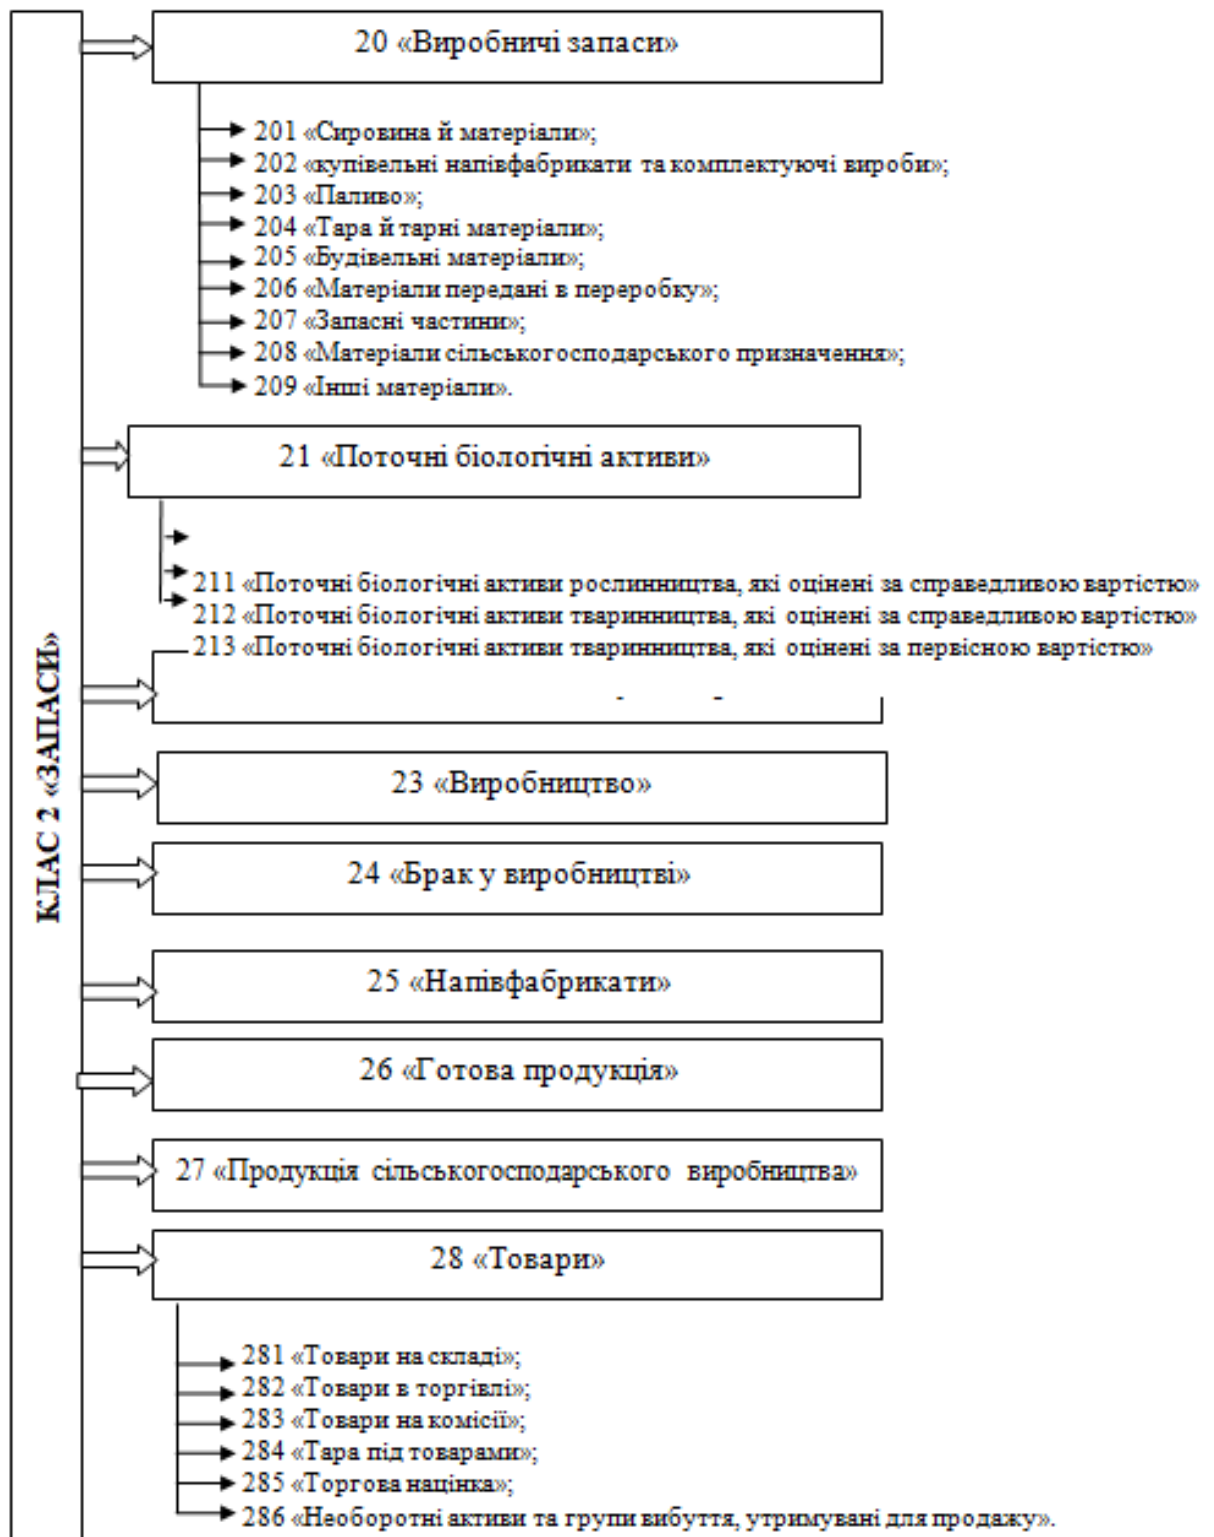 20 «Виробничі запаси»
201 «Сировина й матеріали»;
202 «купівельні напівфабрикати та комплектуючі вироби»;
203 «Паливо»;
204 «Тара й тарні матеріали»;
205 «Будівельні матеріали»;
206 «Матеріали передані в переробку»;
207 «Запасні частини»;
208 «Матеріали сільськогосподарського призначення»;
209 «Інші матеріали».
21 «Поточні біологічні активи»
211 «Поточні біологічні активи рослинництва, які оцінені за справедливою вартістю»
212 «Поточні біологічні активи тваринництва, які оцінені за справедливою вартістю»
213 «Поточні біологічні активи тваринництва, які оцінені за первісною вартістю»
КЛАС 2 «ЗАПАСИ»
23 «Виробництво»
24 «Брак у виробництві»
25 «Напівфабрикати»
26 «Готова продукція»
27 «Продукція сільськогосподарського виробництва»
28 «Товари»
281 «Товари на складі»;
282 «Товари в торгівлі»;
283 «Товари на комісії»;
284 «Тара під товарами»;
285 «Торгова націнка»;
286 «Необоротні активи та групи вибуття, утримувані для продажу».